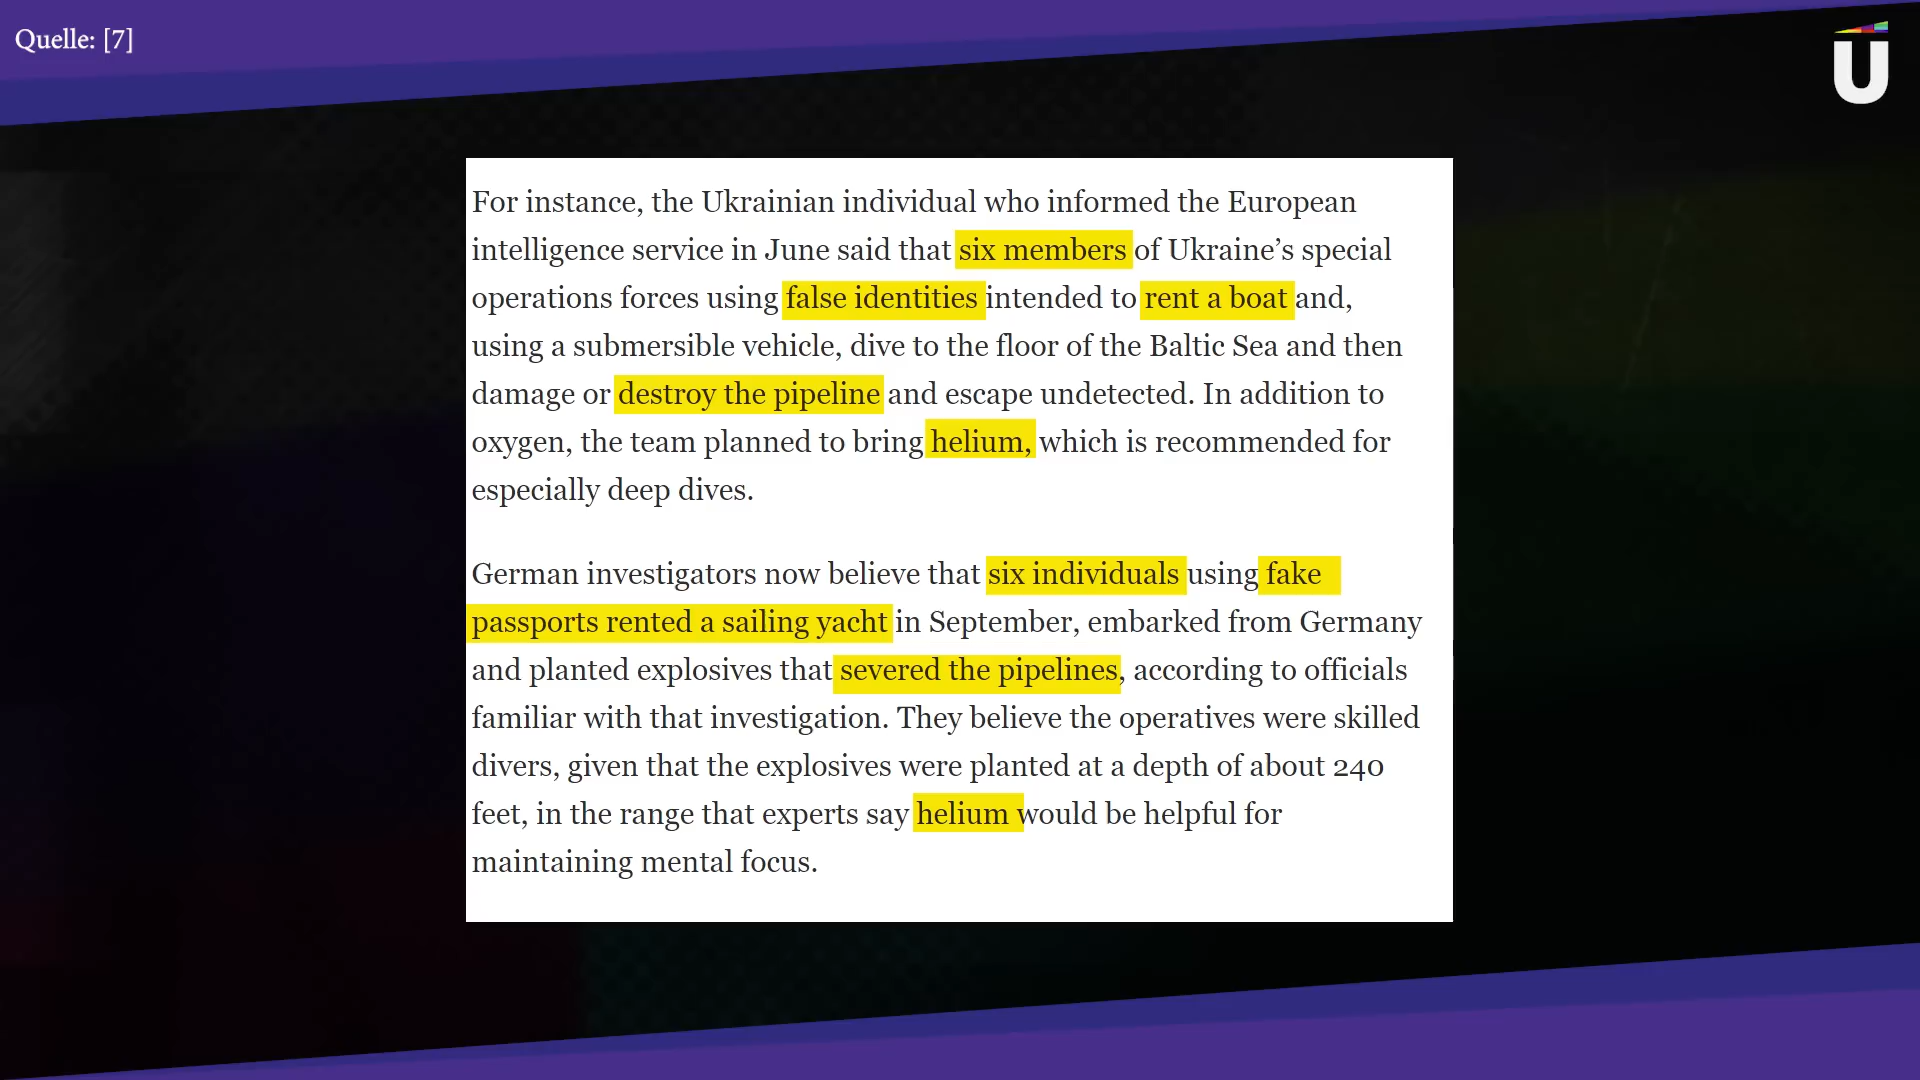 Quelle: [7]
U
For instance, the Ukrainian individual who informed the European
intelligence service in June said that six members of Ukraine’s special
operations forces using false identities intended to rent a boat and,
using a submersible vehicle, dive to the floor of the Baltic Sea and then
damage or destroy the pipeline and escape undetected. In addition to
oxygen, the team planned to bring helium, which is recommended for
especially deep dives.
German investigators now believe that six individuals using fake
passports rented a sailing yacht in September, embarked from Germany
and planted explosives that severed the pipelines, according to officials
familiar with that investigation. They believe the operatives were skilled
divers, given that the explosives were planted at a depth of about 240
feet, in the range that experts say helium would be helpful for
maintaining mental focus.